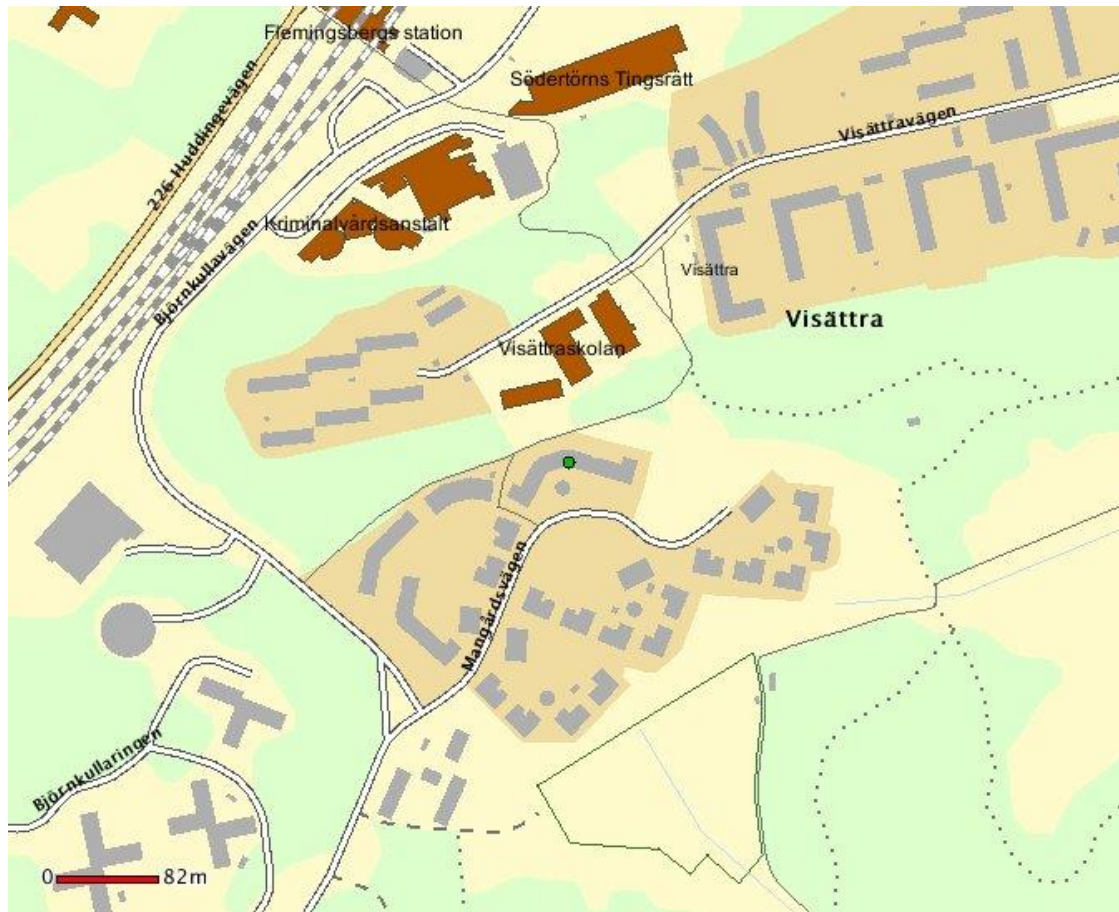 Flemingsbergs station
Södertörns Tingsrätt
226 Huddingevägen
Visättravägen
Björnkullavägen
Kriminalvårdsanstalt
Visättra
Visättra
Visättraskolan
Mangårdsvägen
Björnkullaringen
0 82m